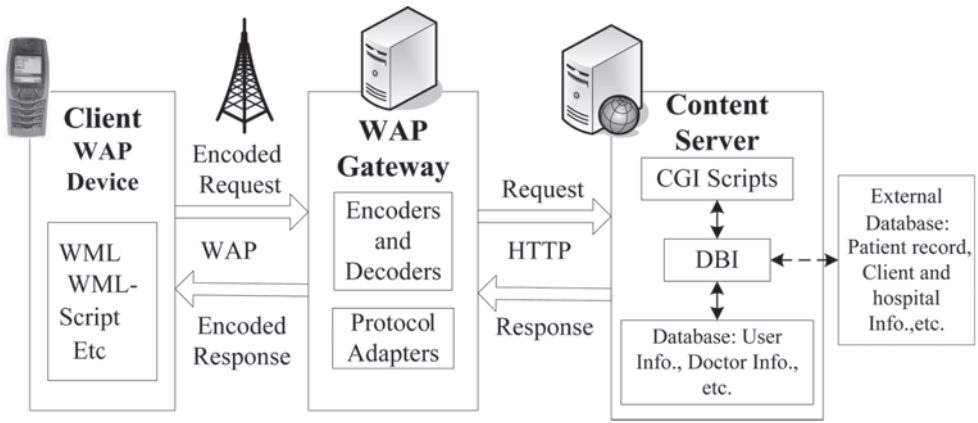 Client
WAP
Device
WML
WML-
Script
Etc
Encoded
Request
WAP
Encoded
Response
WAP
Gateway
Encoders
and
Decoders
Protocol
Adapters
Request
HTTP
Response
Content
Server
CGI Scripts
DBI
Database: User
Info., Doctor Info.,
etc.
External
Database:
Patient record,
Client and
hospital
Info.,etc.